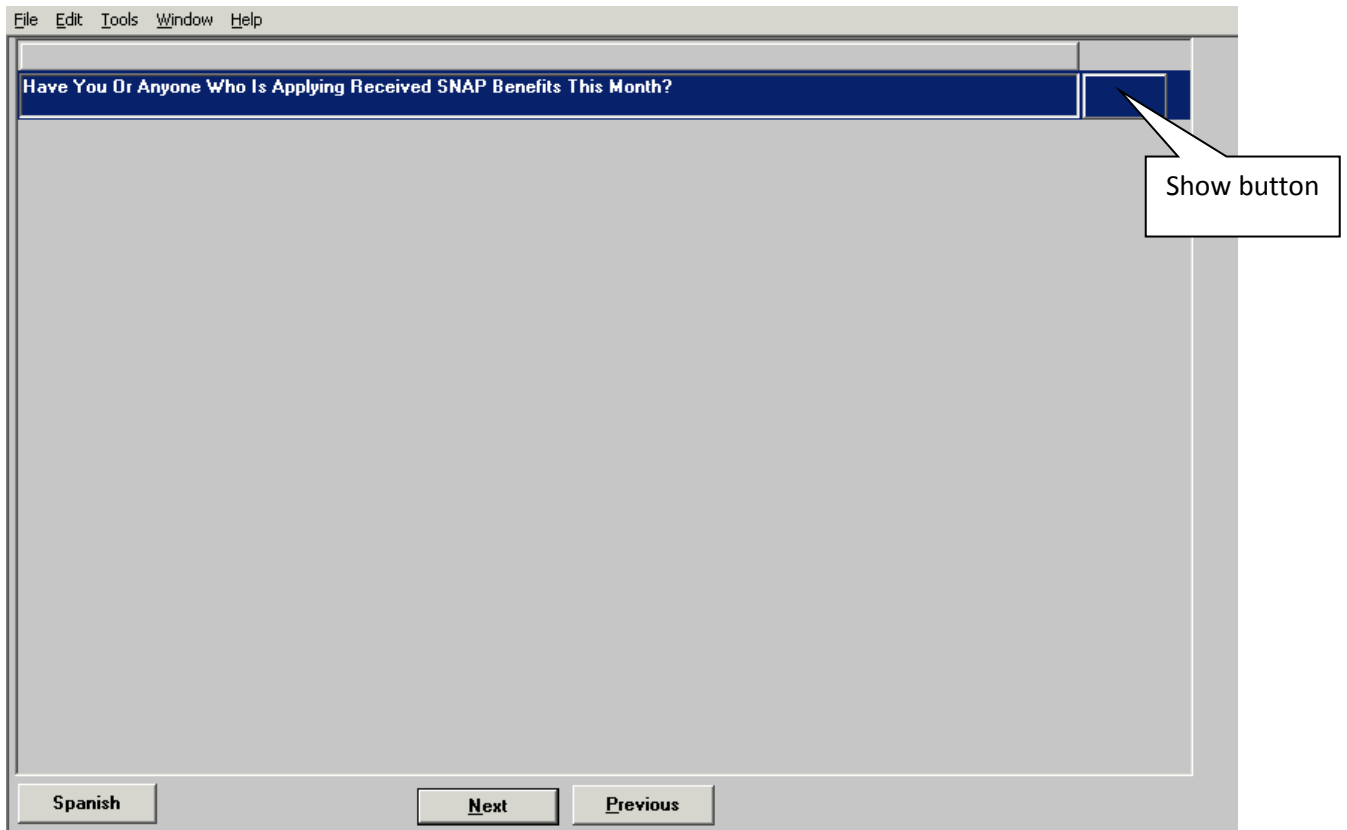 File Edit Tools Window Help
Have You Or Anyone Who Is Applying Received SNAP Benefits This Month?
Show button
Spanish Next Previous